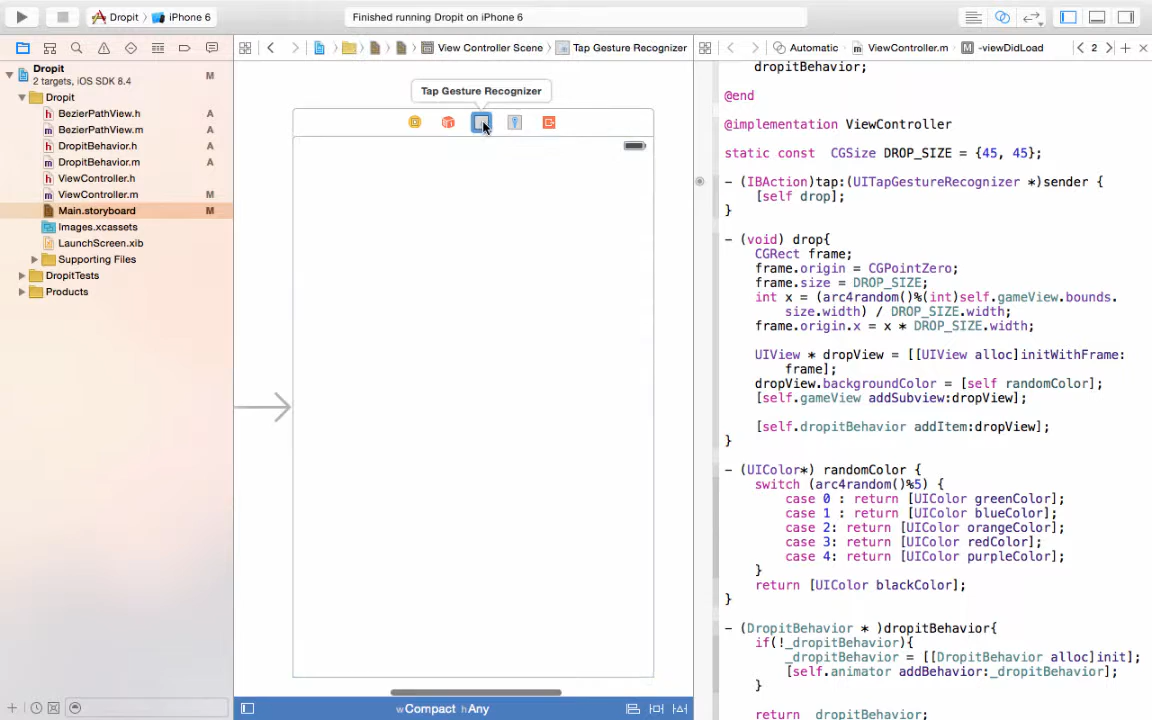 Dropit
iPhone 6
Finished running Dropit on iPhone 6
View Controller Scene
Tap Gesture Recognizer
Automatic
ViewController.m
M
-viewDidLoad
2
Dropit
M
2 targets, iOS SDK 8.4
Dropit
h BezierPathView.h A
m BezierPathView.m A
h DropitBehavior.h A
m DropitBehavior.m A
h ViewController.h
m ViewController.m M
Main.storyboard M
Images.xcassets
LaunchScreen.xib
Supporting Files
DropitTests
Products
Tap Gesture Recognizer
wCompact hAny
dropitBehavior;
@end
@implementation ViewController
static const  CGSize DROP_SIZE = {45, 45};
- (IBAction)tap:(UITapGestureRecognizer *)sender {
[self drop];
}
- (void) drop{
CGRect frame;
frame.origin = CGPointZero;
frame.size = DROP_SIZE;
int x = (arc4random()%(int)self.gameView.bounds.
size.width) / DROP_SIZE.width;
frame.origin.x = x * DROP_SIZE.width;
UIView * dropView = [[UIView alloc]initWithFrame:
frame];
dropView.backgroundColor = [self randomColor];
[self.gameView addSubview:dropView];
[self.dropitBehavior addItem:dropView];
}
- (UIColor*) randomColor {
switch (arc4random()%5) {
case 0 : return [UIColor greenColor];
case 1 : return [UIColor blueColor];
case 2: return [UIColor orangeColor];
case 3: return [UIColor redColor];
case 4: return [UIColor purpleColor];
}
return [UIColor blackColor];
}
- (DropitBehavior * )dropitBehavior{
if(!_dropitBehavior){
_dropitBehavior = [[DropitBehavior alloc]init];
[self.animator addBehavior:_dropitBehavior];
}
return _dropitBehavior;